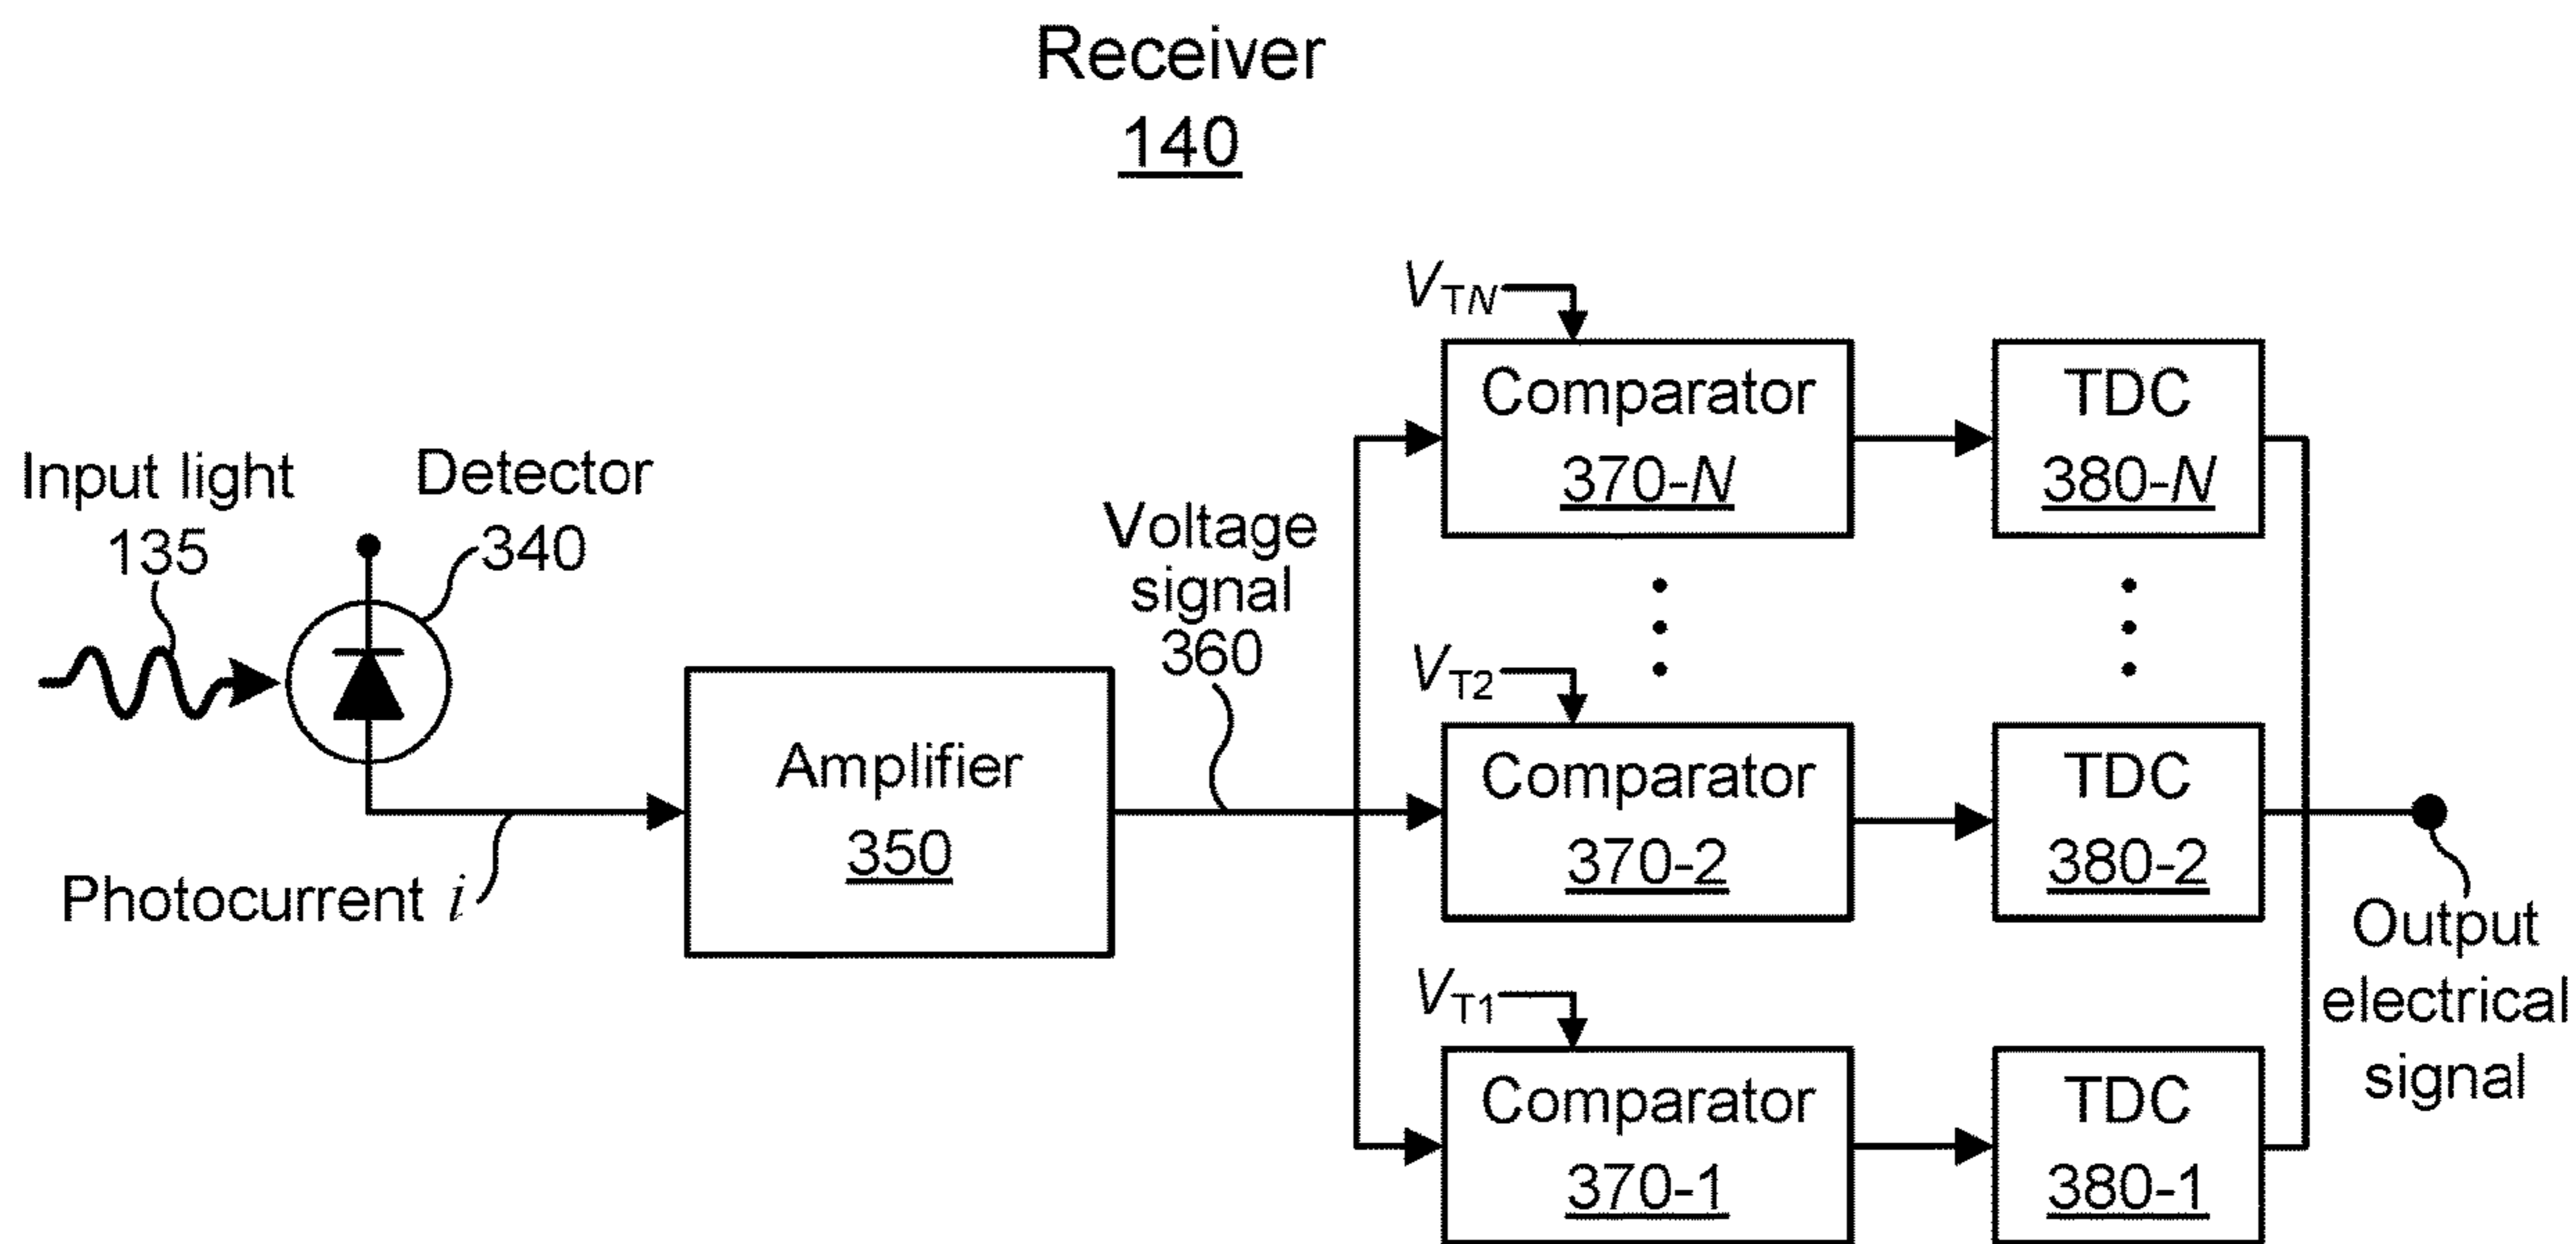 Receiver
140
Input light
135
Detector
340
Photocurrent i
Amplifier
350
Voltage
signal
360
VTN
Comparator
370-N
TDC
380-N
VT2
Comparator
370-2
TDC
380-2
VT1
Comparator
370-1
TDC
380-1
Output
electrical
signal